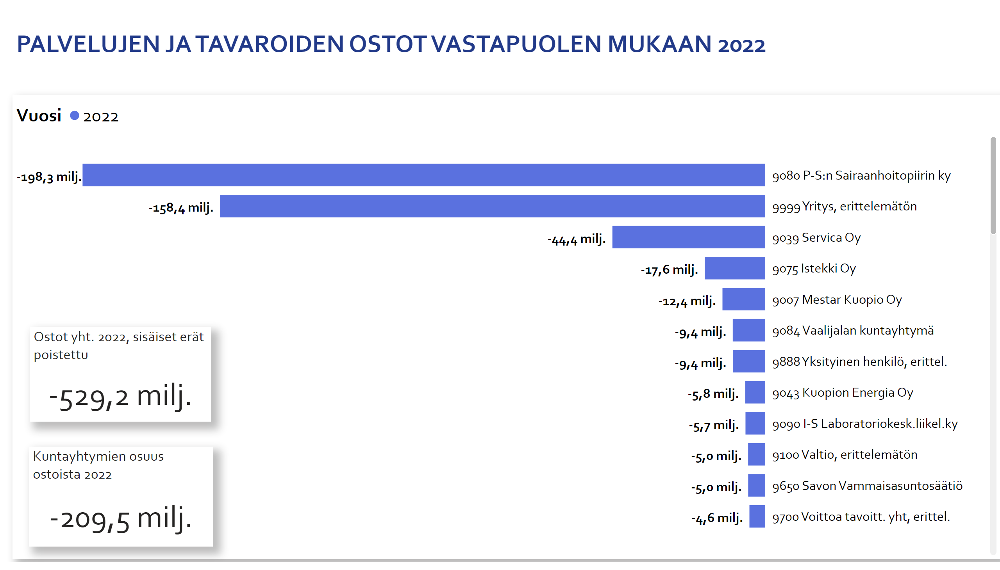 PALVELUJEN JA TAVAROIDEN OSTOT VASTAPUOLEN MUKAAN 2022
Vuosi 2022
-198,3 milj. 9080 P-S:n Sairaanhoitopiirin ky
-158,4 milj. 9999 Yritys, erittelemätön
-44,4 milj. 9039 Servica Oy
-17,6 milj. 9075 Istekki Oy
-12,4 milj. 9007 Mestar Kuopio Oy
-9,4 milj. 9084 Vaalijalan kuntayhtymä
-9,4 milj. 9888 Yksityinen henkilö, erittel.
-5,8 milj. 9043 Kuopion Energia Oy
-5,7 milj. 9090 I-S Laboratoriokesk.liikel.ky
-5,0 milj. 9100 Valtio, erittelemätön
-5,0 milj. 9650 Savon Vammaisasuntosäätiö
-4,6 milj. 9700 Voittoa tavoitt. yht, erittel.
Ostot yht. 2022, sisäiset erät
poistettu
-529,2 milj.
Kuntayhtymien osuus
ostoista 2022
-209,5 milj.